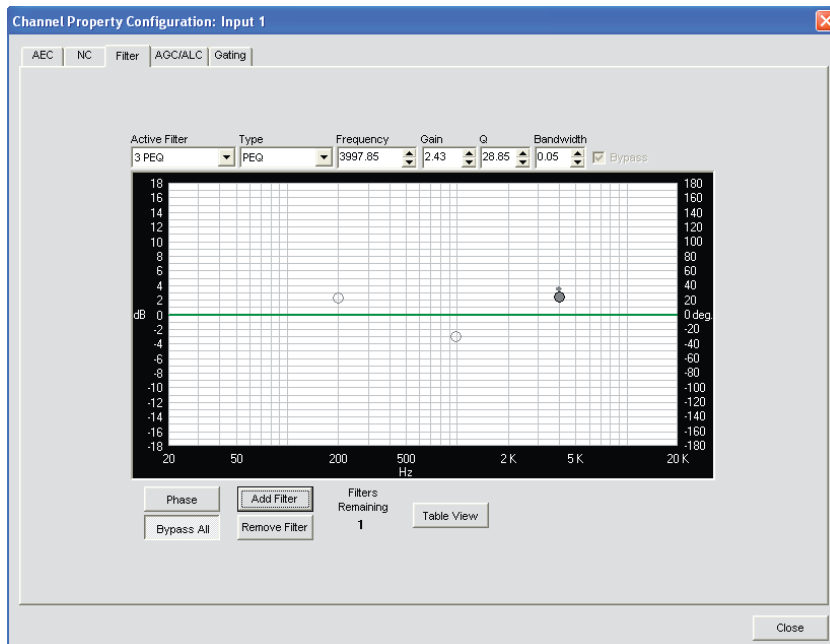 Channel Property Configuration: Input 1
AEC NC Filter AGC/ALC Gating
Active Filter Type Frequency Gain Q Bandwidth
3 PEQ PEQ 3997.85 2.43 28.85 0.05 Bypass
18 180
16 160
14 140
12 120
10 100
8 80
6 60
4 40
2 20
dB 0 0 deg.
-2 -20
-4 -40
-6 -60
-8 -80
-10 -100
-12 -120
-14 -140
-16 -160
-18 -180
20 50 200 500 2 K 5 K 20 K
Hz
Phase Add Filter Filters
Remaining
Bypass All Remove Filter 1 Table View
Close